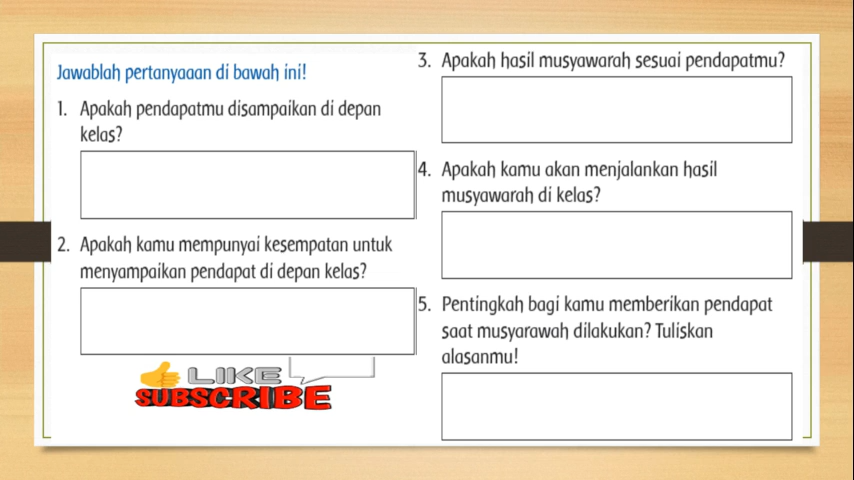 Jawablah pertanyaaan di bawah ini!
1. Apakah pendapatmu disampaikan di depan
kelas?
2. Apakah kamu mempunyai kesempatan untuk
menyampaikan pendapat di depan kelas?
LIKE
SUBSCRIBE
3. Apakah hasil musyawarah sesuai pendapatmu?
4. Apakah kamu akan menjalankan hasil
musyawarah di kelas?
5. Pentingkah bagi kamu memberikan pendapat
saat musyarawah dilakukan? Tuliskan
alasanmu!